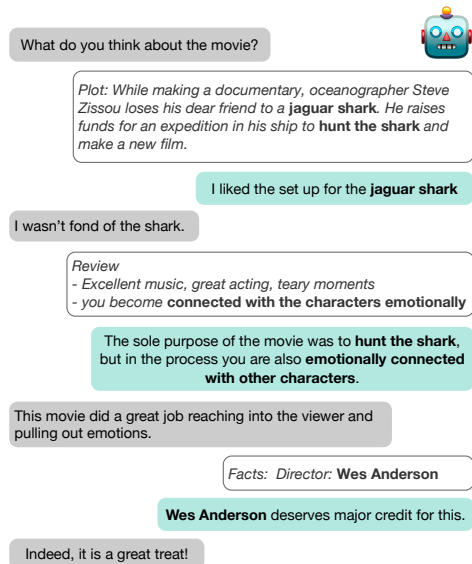 What do you think about the movie?
Plot: While making a documentary, oceanographer Steve
Zissou loses his dear friend to a jaguar shark. He raises
funds for an expedition in his ship to hunt the shark and
make a new film.
I liked the set up for the jaguar shark
I wasn't fond of the shark.
Review
- Excellent music, great acting, teary moments
- you become connected with the characters emotionally
The sole purpose of the movie was to hunt the shark,
but in the process you are also emotionally connected
with other characters.
This movie did a great job reaching into the viewer and
pulling out emotions.
Facts: Director: Wes Anderson
Wes Anderson deserves major credit for this.
Indeed, it is a great treat!